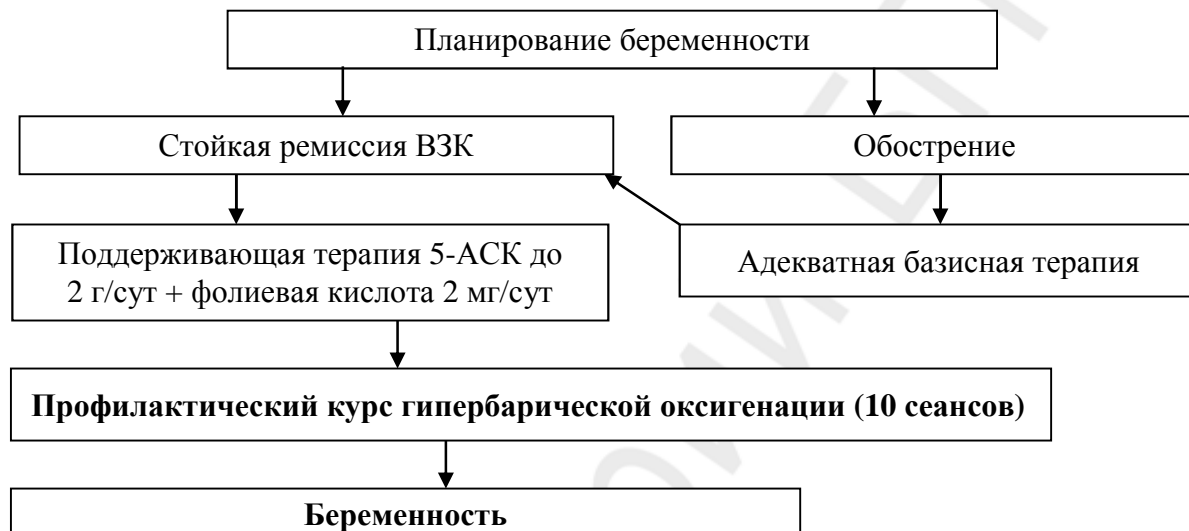 Планирование беременности
Стойкая ремиссия ВЗК
Обострение
Поддерживающая терапия 5-АСК до
2 г/сут + фолиевая кислота 2 мг/сут
Адекватная базисная терапия
Профилактический курс гипербарической оксигенации (10 сеансов)
Беременность